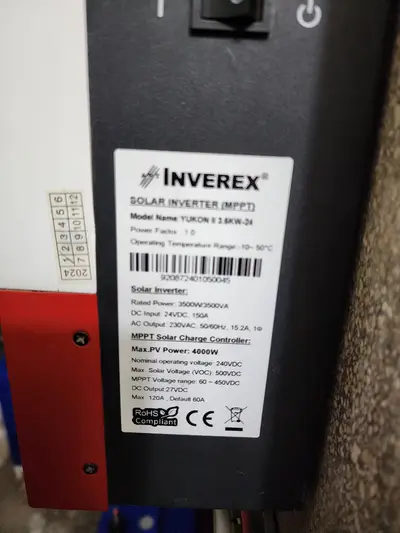 INVEREX®
SOLAR INVERTER (MPPT)
Model Name: YUKON II 3.6KW-24
Power Factor : 1.0
Operating Temperature Range:-10~ 50°C
920872401050045
Solar Inverter:
Rated Power: 3500W/3500VA
DC Input: 24VDC, 150A
AC Output: 230VAC, 50/60HZ, 15.2A, 1Φ
MPPT Solar Charge Controller:
Max.PV Power: 4000W
Nominal operating voltage: 240VDC
Max. Solar Voltage (VOC): 500VDC
MPPT Voltage range: 60 ~ 450VDC
DC Output:27VDC
Max. 120A , Default 60A
RoHS
Compliant
CE
2024
1 2 3 4 5 6
7 8 9 10 11 12